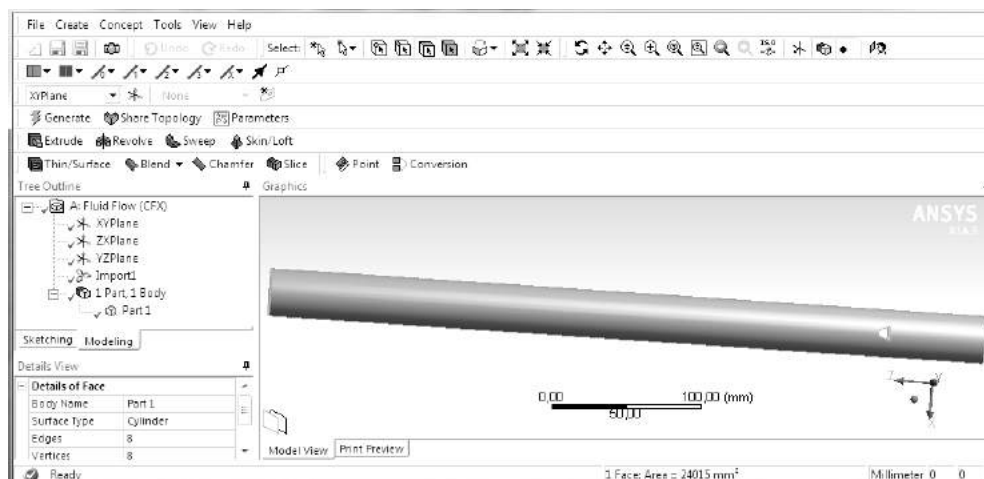 File Create Concept Tools View Help
Undo Redo Select:
XYPlane None
Generate Share Topology Parameters
Extrude Revolve Sweep Skin/Loft
Thin/Surface Blend Chamfer Slice Point Conversion
Tree Outline
A: Fluid Flow (CFX)
XYPlane
ZXPlane
YZPlane
Import1
1 Part, 1 Body
Part 1
Sketching Modeling
Details View
Details of Face
Body Name Part 1
Surface Type Cylinder
Edges 8
Vertices 8
Graphics
ANSYS
0,00 100,00 (mm)
50,00
Z Y
X
Model View Print Preview
Ready 1 Face: Area = 24015 mm² Millimeter 0 0